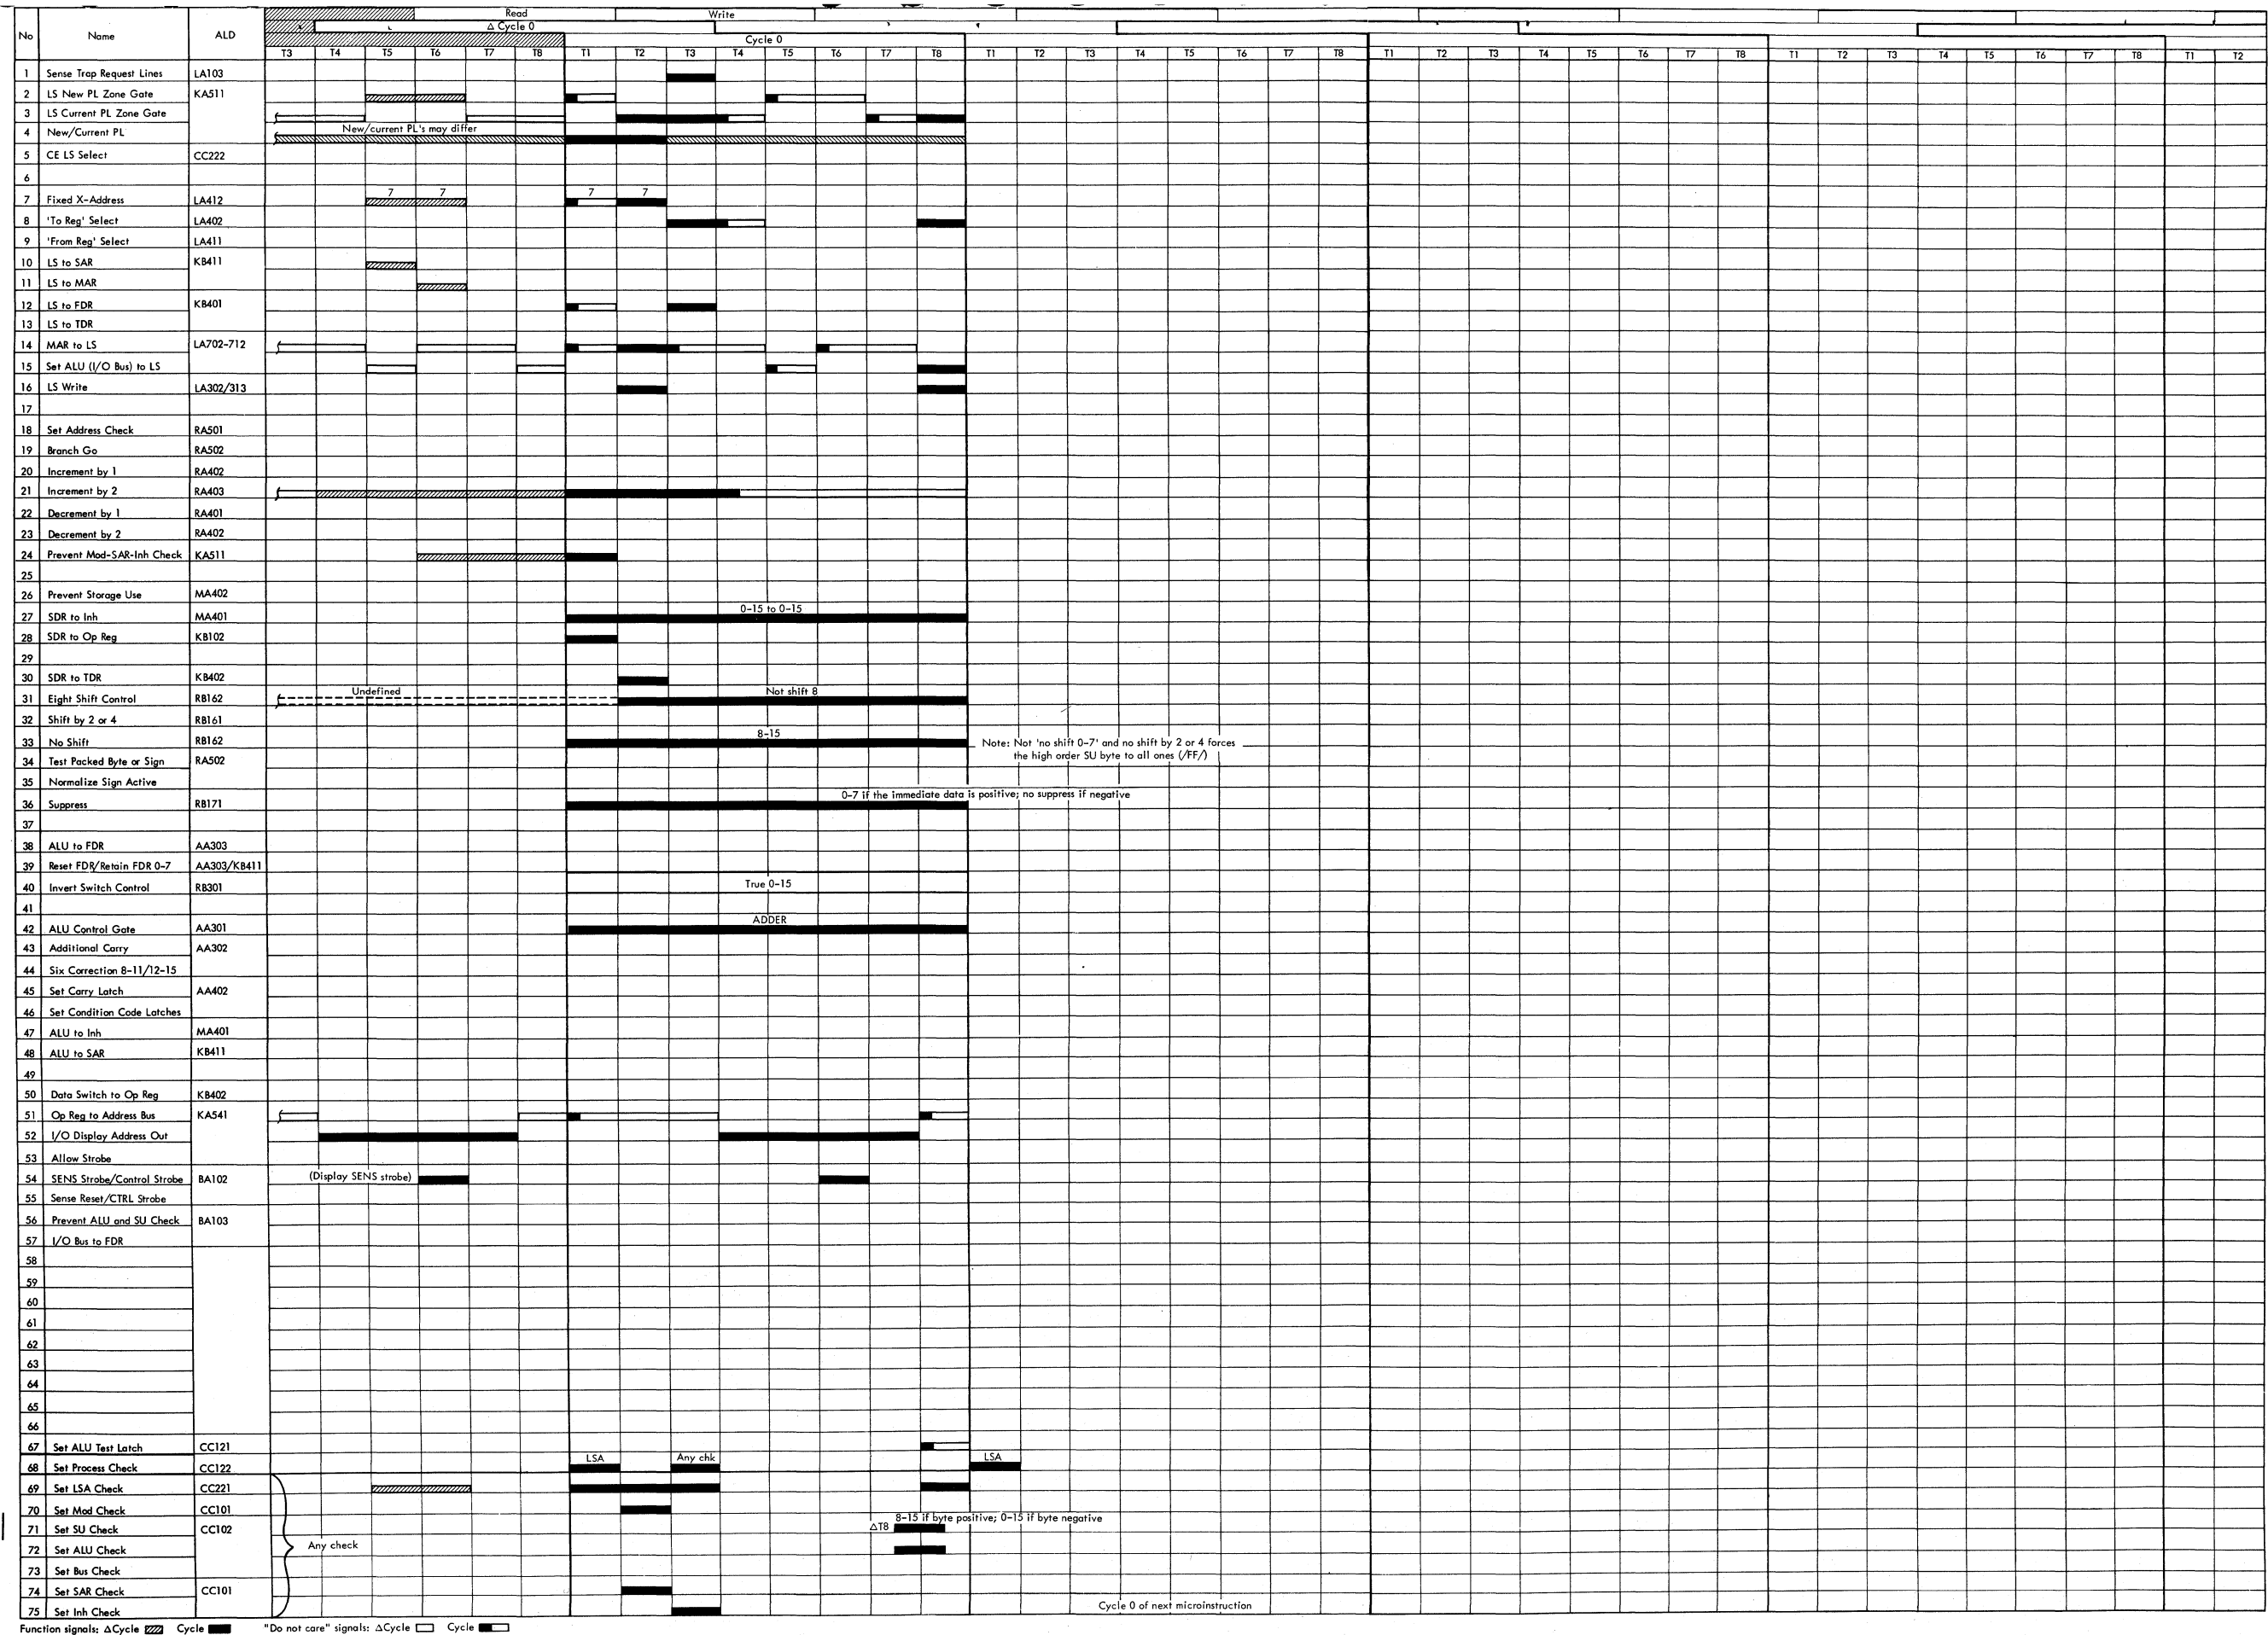 Read Write
Δ Cycle 0
No Name ALD
Cycle 0
T3 T4 T5 T6 T7 T8 T1 T2 T3 T4 T5 T6 T7 T8 T1 T2 T3 T4 T5 T6 T7 T8 T1 T2 T3 T4 T5 T6 T7 T8 T1 T2 T3 T4 T5 T6 T7 T8 T1 T2
1 Sense Trap Request Lines LA103
2 LS New PL Zone Gate KA511
3 LS Current PL Zone Gate
4 New/Current PL New/current PL's may differ
5 CE LS Select CC222
6
7 Fixed X-Address LA412 7 7 7 7
8 'To Reg' Select LA402
9 'From Reg' Select LA411
10 LS to SAR KB411
11 LS to MAR
12 LS to FDR KB401
13 LS to TDR
14 MAR to LS LA702-712
15 Set ALU (I/O Bus) to LS
16 LS Write LA302/313
17
18 Set Address Check RA501
19 Branch Go RA502
20 Increment by 1 RA402
21 Increment by 2 RA403
22 Decrement by 1 RA401
23 Decrement by 2 RA402
24 Prevent Mod-SAR-Inh Check KA511
25
26 Prevent Storage Use MA402
27 SDR to Inh MA401 0-15 to 0-15
28 SDR to Op Reg KB102
29
30 SDR to TDR KB402
31 Eight Shift Control RB162 Undefined Not shift 8
32 Shift by 2 or 4 RB161
33 No Shift RB162 8-15 Note: Not 'no shift 0-7' and no shift by 2 or 4 forces
the high order SU byte to all ones (/FF/)
34 Test Packed Byte or Sign RA502
35 Normalize Sign Active
36 Suppress RB171 0-7 if the immediate data is positive; no suppress if negative
37
38 ALU to FDR AA303
39 Reset FDR/Retain FDR 0-7 AA303/KB411
40 Invert Switch Control RB301 True 0-15
41
42 ALU Control Gate AA301 ADDER
43 Additional Carry AA302
44 Six Correction 8-11/12-15
45 Set Carry Latch AA402
46 Set Condition Code Latches
47 ALU to Inh MA401
48 ALU to SAR KB411
49
50 Data Switch to Op Reg KB402
51 Op Reg to Address Bus KA541
52 I/O Display Address Out
53 Allow Strobe
54 SENS Strobe/Control Strobe BA102 (Display SENS strobe)
55 Sense Reset/CTRL Strobe
56 Prevent ALU and SU Check BA103
57 I/O Bus to FDR
58
59
60
61
62
63
64
65
66
67 Set ALU Test Latch CC121
68 Set Process Check CC122 LSA Any chk LSA
69 Set LSA Check CC221
70 Set Mod Check CC101
71 Set SU Check CC102 ΔT8 8-15 if byte positive; 0-15 if byte negative
72 Set ALU Check Any check
73 Set Bus Check
74 Set SAR Check CC101
75 Set Inh Check Cycle 0 of next microinstruction
Function signals: ΔCycle Cycle "Do not care" signals: ΔCycle Cycle